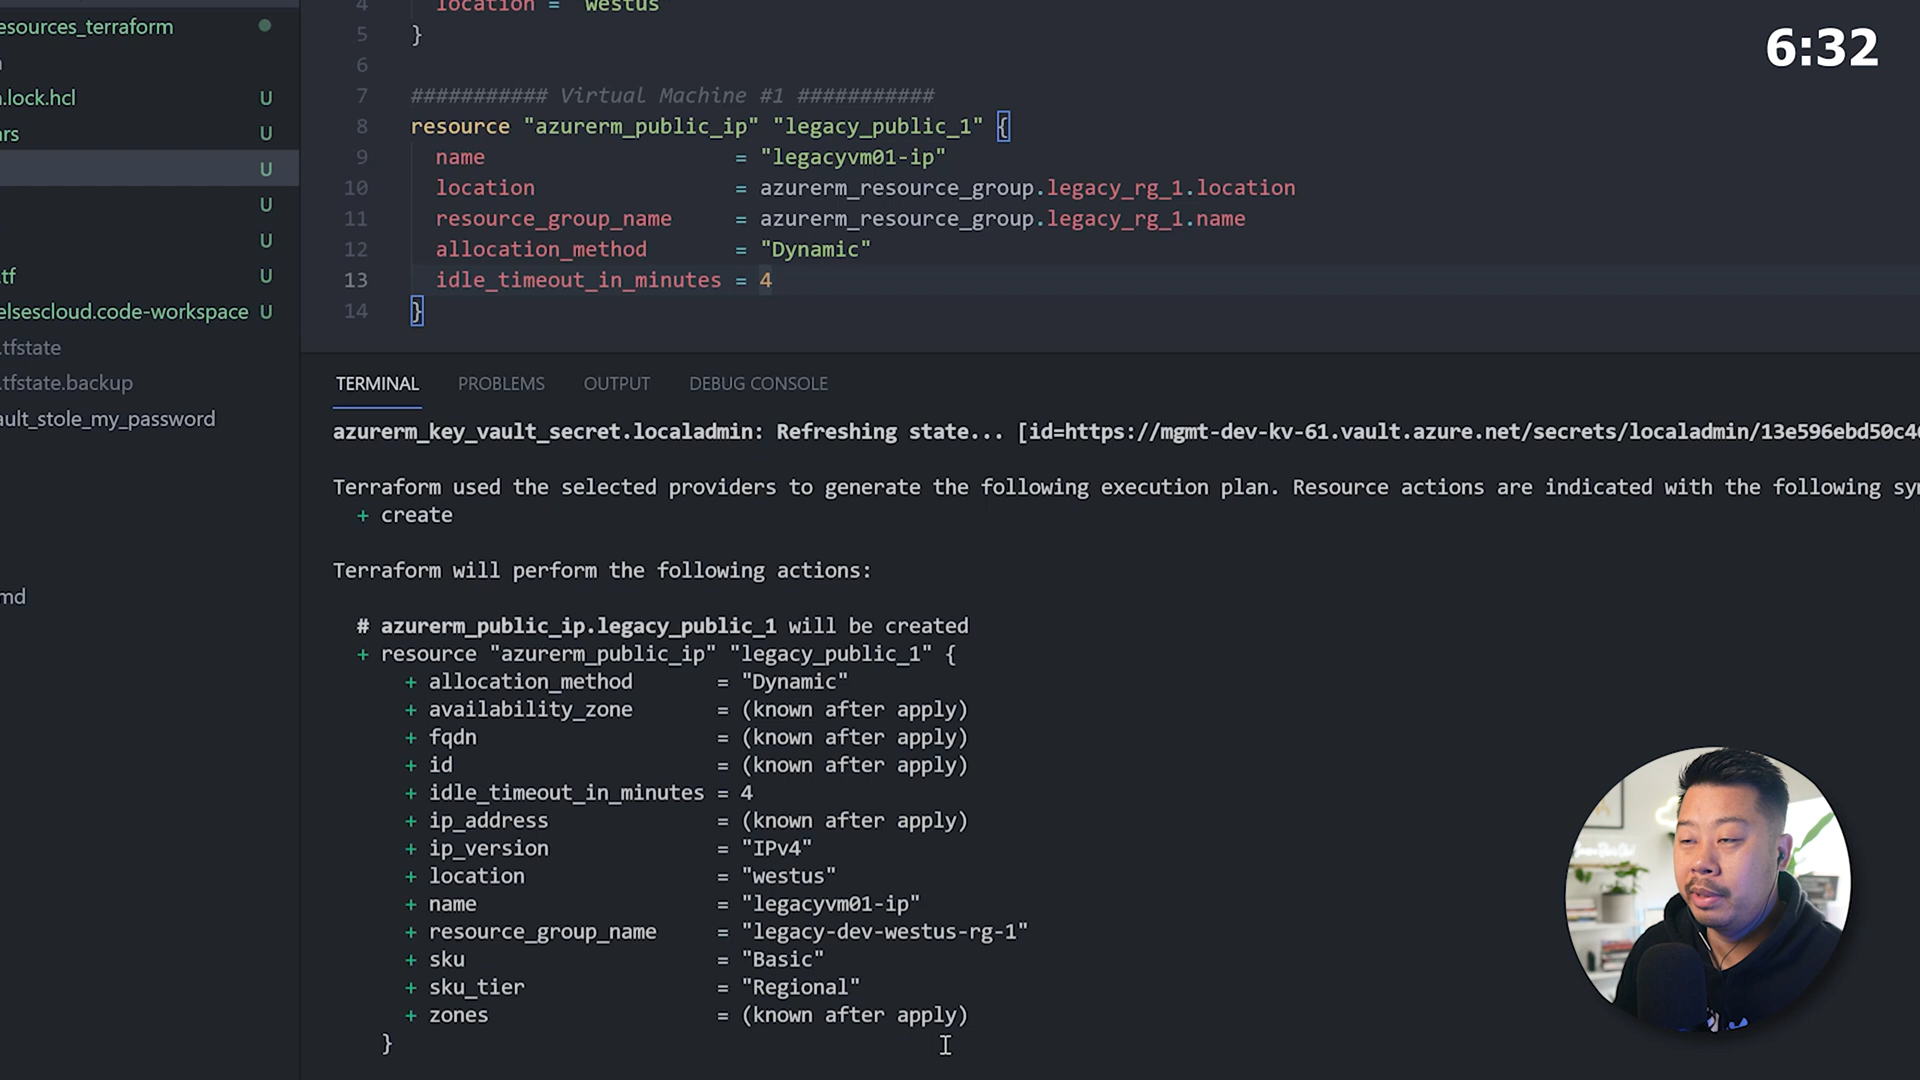 esources_terraform
.lock.hcl U
rs U
U
U
U
.tf U
elsescloud.code-workspace U
.tfstate
.tfstate.backup
ault_stole_my_password
md
4 location = "westus"
5 }
6
7 ########### Virtual Machine #1 ###########
8 resource "azurerm_public_ip" "legacy_public_1" {
9 name = "legacyvm01-ip"
10 location = azurerm_resource_group.legacy_rg_1.location
11 resource_group_name = azurerm_resource_group.legacy_rg_1.name
12 allocation_method = "Dynamic"
13 idle_timeout_in_minutes = 4
14 }
6:32
TERMINAL PROBLEMS OUTPUT DEBUG CONSOLE
azurerm_key_vault_secret.localadmin: Refreshing state... [id=https://mgmt-dev-kv-61.vault.azure.net/secrets/localadmin/13e596ebd50c4
Terraform used the selected providers to generate the following execution plan. Resource actions are indicated with the following sy
+ create
Terraform will perform the following actions:
# azurerm_public_ip.legacy_public_1 will be created
+ resource "azurerm_public_ip" "legacy_public_1" {
+ allocation_method = "Dynamic"
+ availability_zone = (known after apply)
+ fqdn = (known after apply)
+ id = (known after apply)
+ idle_timeout_in_minutes = 4
+ ip_address = (known after apply)
+ ip_version = "IPv4"
+ location = "westus"
+ name = "legacyvm01-ip"
+ resource_group_name = "legacy-dev-westus-rg-1"
+ sku = "Basic"
+ sku_tier = "Regional"
+ zones = (known after apply)
}